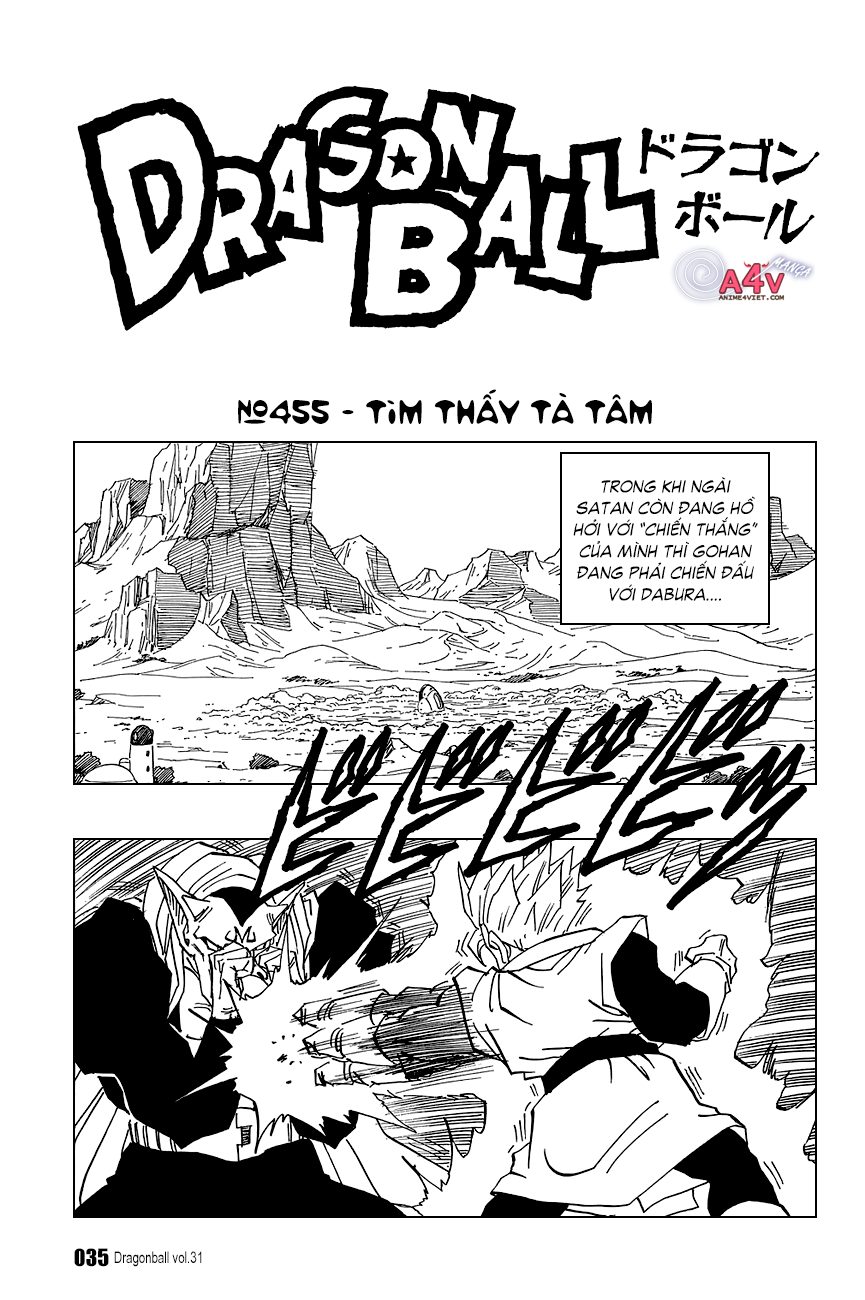 DRAGON BALL
ドラゴン
ボール
A4V MANGA
ANIME4VIET.COM
№455 - TÌM THẤY TÀ TÂM
TRONG KHI NGÀI
SATAN CÒN ĐANG HỒ
HỞI VỚI “CHIẾN THẮNG”
CỦA MÌNH THÌ GOHAN
ĐANG PHẢI CHIẾN ĐẤU
VỚI DABURA....
035 Dragonball vol.31